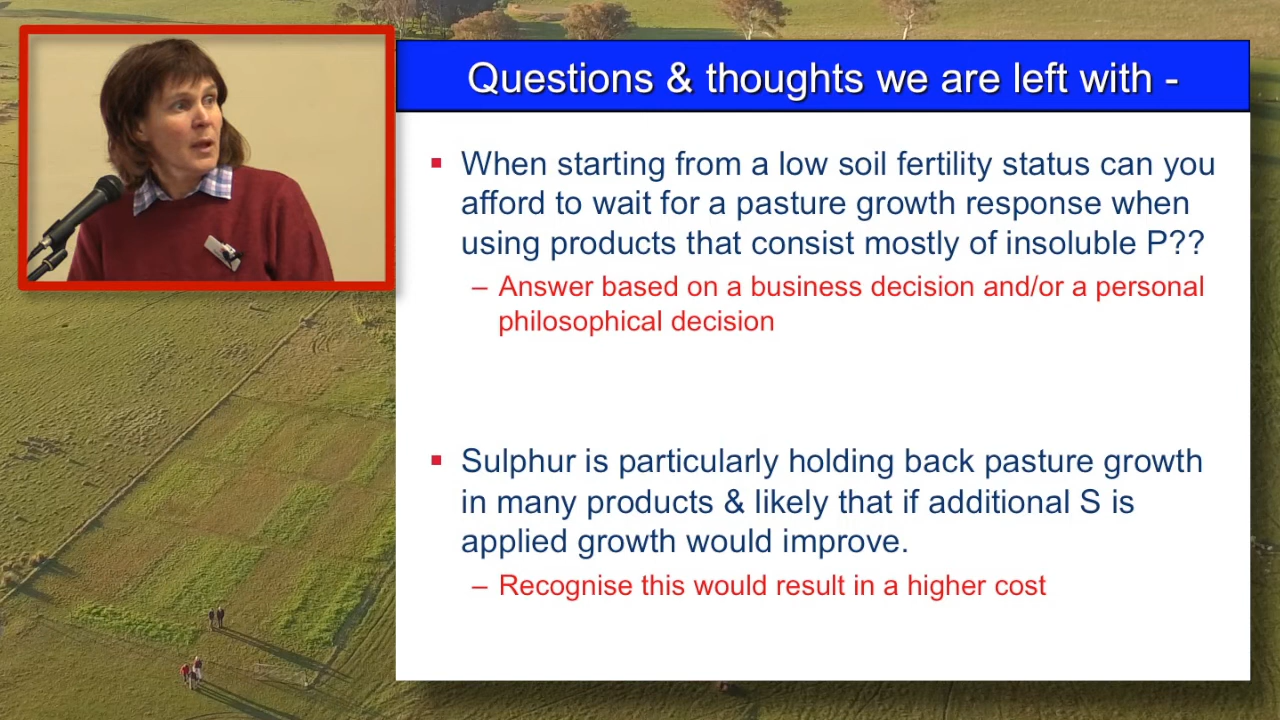 Questions & thoughts we are left with -
▪ When starting from a low soil fertility status can you
afford to wait for a pasture growth response when
using products that consist mostly of insoluble P??
– Answer based on a business decision and/or a personal
philosophical decision
▪ Sulphur is particularly holding back pasture growth
in many products & likely that if additional S is
applied growth would improve.
– Recognise this would result in a higher cost